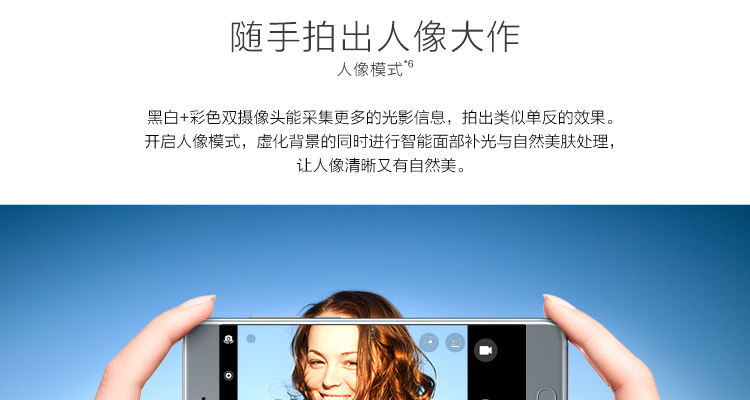 随手拍出人像大作
人像模式*6
黑白+彩色双摄像头能采集更多的光影信息，拍出类似单反的效果。
开启人像模式，虚化背景的同时进行智能面部补光与自然美肤处理，
让人像清晰又有自然美。